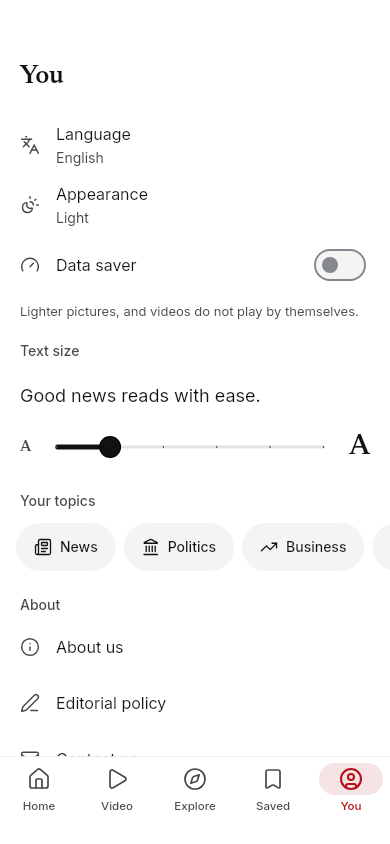 You
Language
English
Appearance
Light
Data saver
Lighter pictures, and videos do not play by themselves.
Text size
Good news reads with ease.
A A
Your topics
News Politics Business
About
About us
Editorial policy
Home Video Explore Saved You